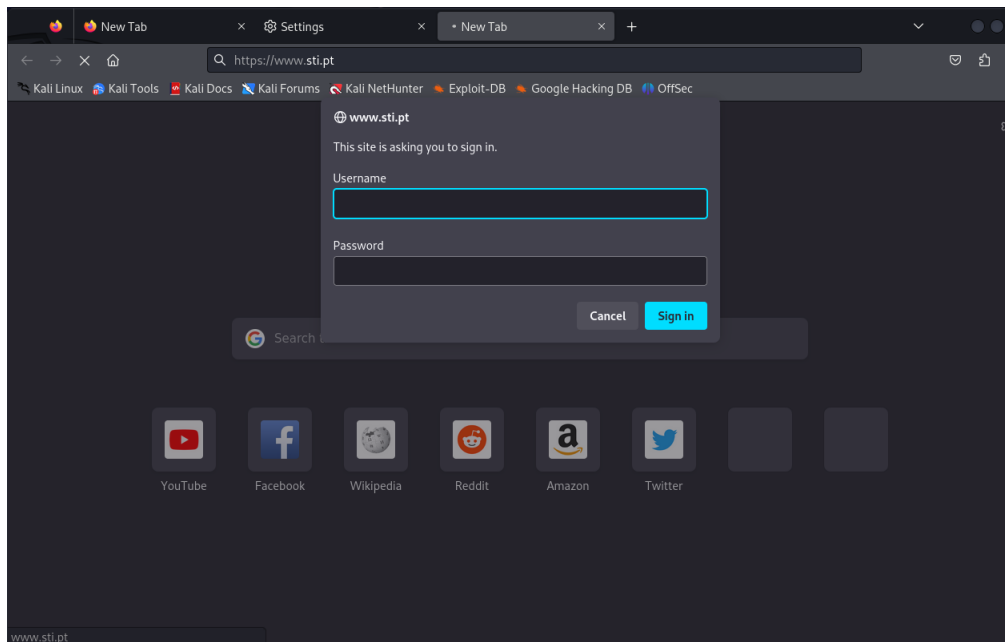 New Tab Settings New Tab
https://www.sti.pt
Kali Linux Kali Tools Kali Docs Kali Forums Kali NetHunter Exploit-DB Google Hacking DB OffSec
www.sti.pt
This site is asking you to sign in.
Username
Password
Cancel Sign in
Search
YouTube Facebook Wikipedia Reddit Amazon Twitter
www.sti.pt